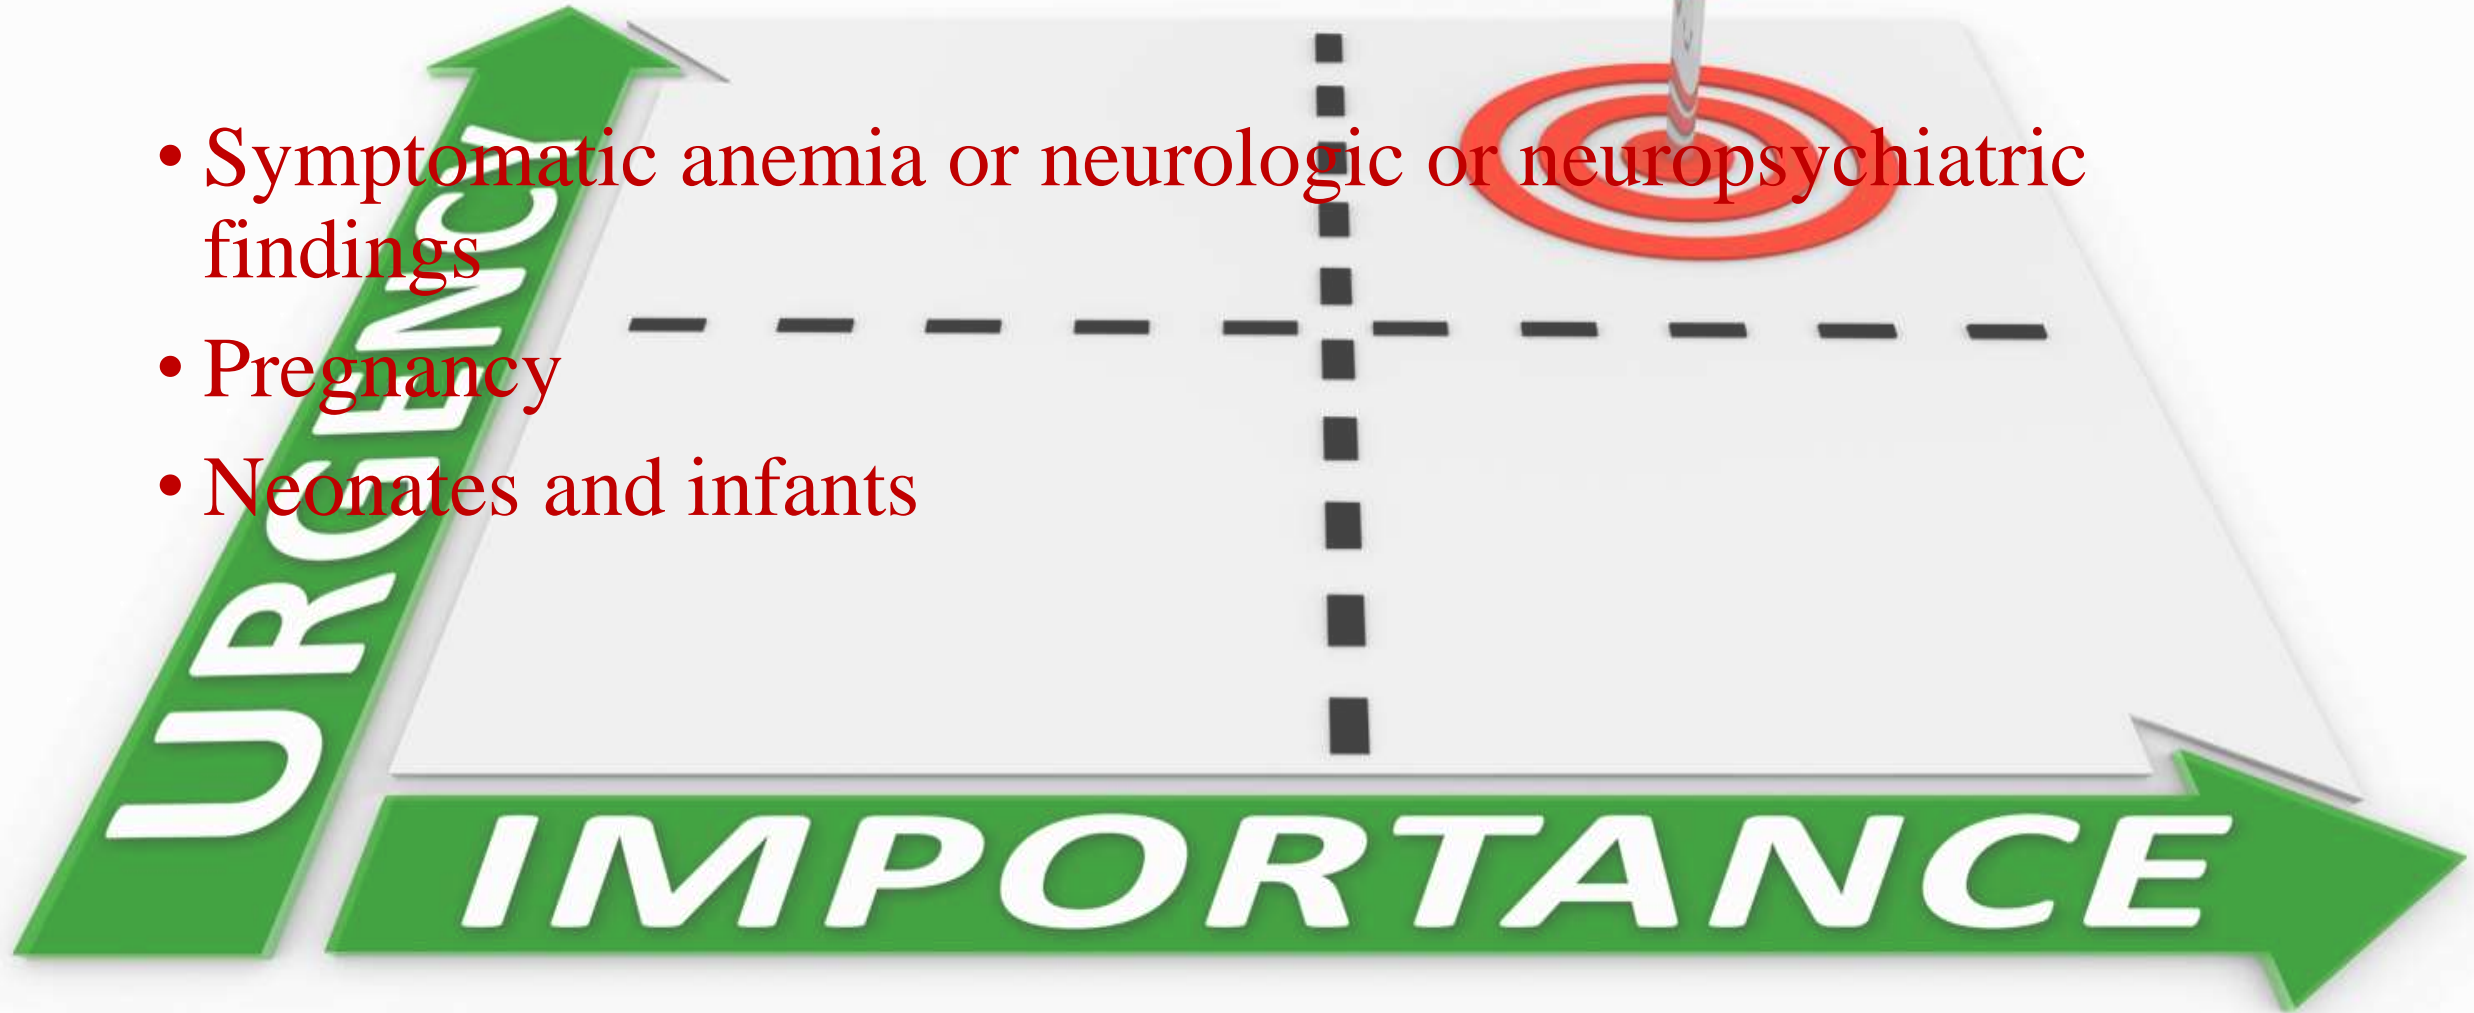 • Symptomatic anemia or neurologic or neuropsychiatric
findings
• Pregnancy
• Neonates and infants
URGENCY
IMPORTANCE